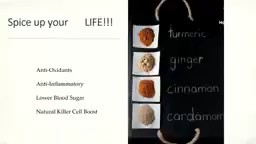 Spice up your LIFE!!!
Anti-Oxidants
Anti-Inflammatory
Lower Blood Sugar
Natural Killer Cell Boost
turmeric
ginger
cinnamon
cardamom